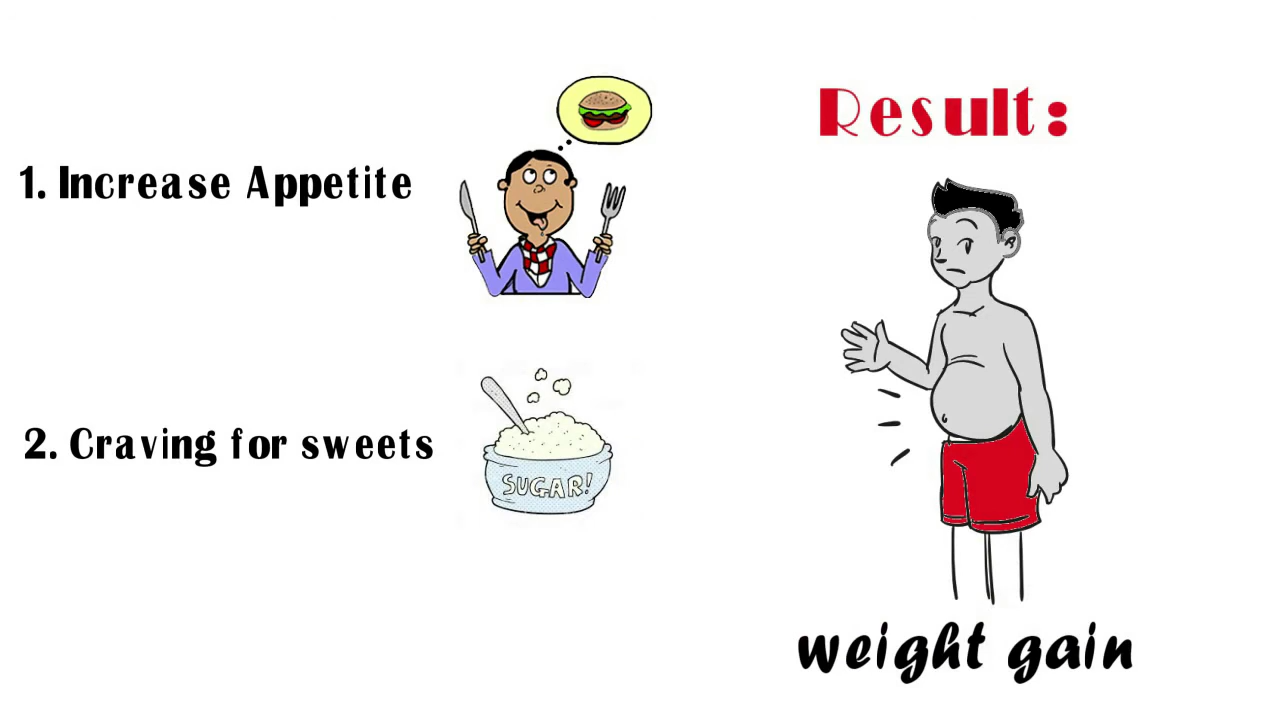 1. Increase Appetite
2. Craving for sweets
SUGAR!
Result:
weight gain